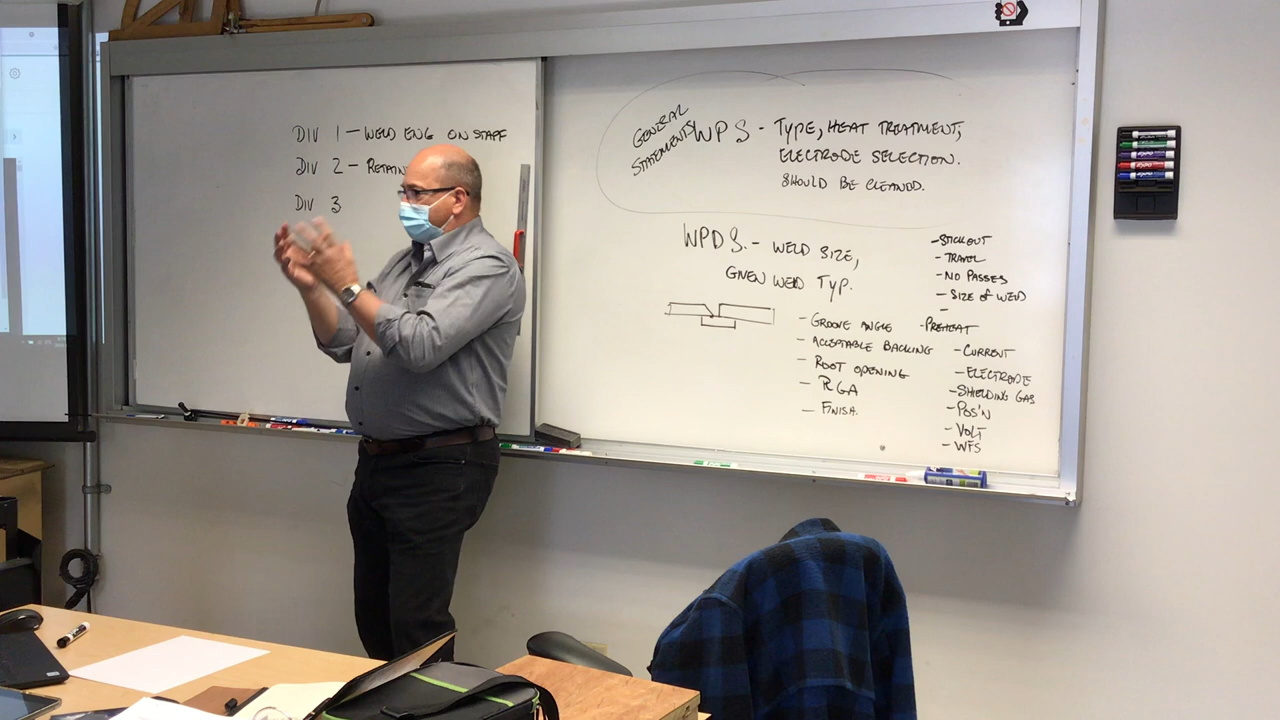 DIV 1 - WELD ENG ON STAFF
DIV 2 - RETAIN
DIV 3
GENERAL
STATEMENTS
WPS - TYPE, HEAT TREATMENT,
ELECTRODE SELECTION.
SHOULD BE CLEANED.
WPDS. - WELD SIZE,
GIVEN WELD TYP.
- STICKOUT
- TRAVEL
- NO PASSES
- SIZE OF WELD
-
- GROOVE ANGLE
- ACCEPTABLE BACKING
- ROOT OPENING
- RGA
- FINISH.
- PREHEAT
- CURRENT
- ELECTRODE
- SHIELDING GAS
- POS'N
- VOLT
- WFS